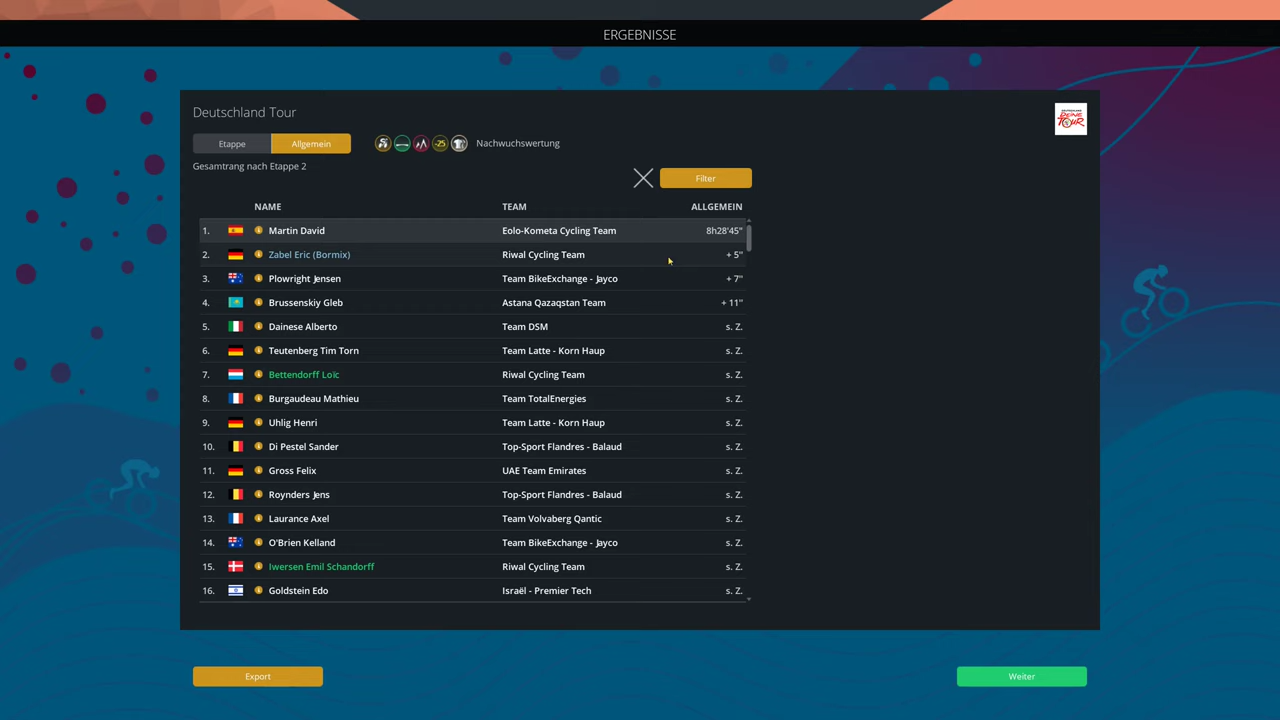 ERGEBNISSE
Deutschland Tour
DEUTSCHLAND
DEINE
TOUR
Etappe Allgemein -25 Nachwuchswertung
Gesamtrang nach Etappe 2
Filter
NAME TEAM ALLGEMEIN
1. Martin David Eolo-Kometa Cycling Team 8h28'45''
2. Zabel Eric (Bormix) Riwal Cycling Team + 5''
3. Plowright Jensen Team BikeExchange - Jayco + 7''
4. Brussenskiy Gleb Astana Qazaqstan Team + 11''
5. Dainese Alberto Team DSM s. Z.
6. Teutenberg Tim Torn Team Latte - Korn Haup s. Z.
7. Bettendorff Loïc Riwal Cycling Team s. Z.
8. Burgaudeau Mathieu Team TotalEnergies s. Z.
9. Uhlig Henri Team Latte - Korn Haup s. Z.
10. Di Pestel Sander Top-Sport Flandres - Balaud s. Z.
11. Gross Felix UAE Team Emirates s. Z.
12. Roynders Jens Top-Sport Flandres - Balaud s. Z.
13. Laurance Axel Team Volvaberg Qantic s. Z.
14. O'Brien Kelland Team BikeExchange - Jayco s. Z.
15. Iwersen Emil Schandorff Riwal Cycling Team s. Z.
16. Goldstein Edo Israël - Premier Tech s. Z.
Export Weiter